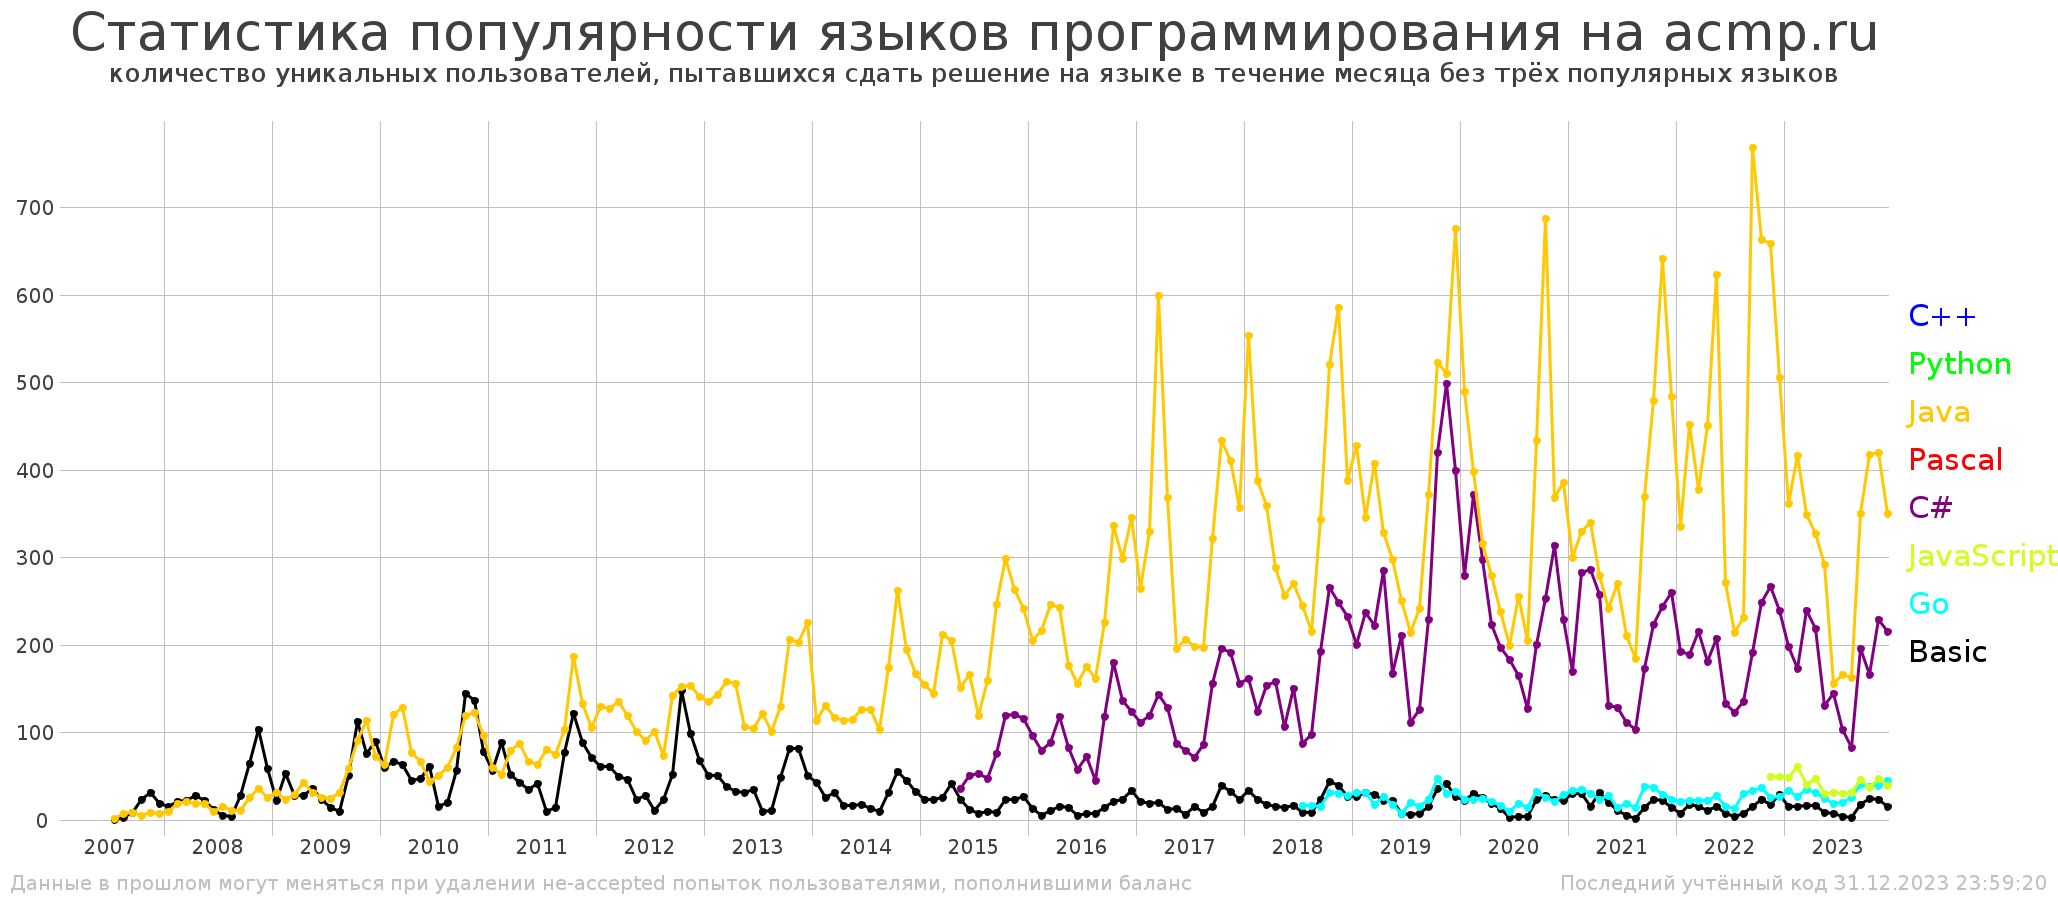 Статистика популярности языков программирования на acmp.ru
количество уникальных пользователей, пытавшихся сдать решение на языке в течение месяца без трёх популярных языков
700
600
500
400
300
200
100
0
2007 2008 2009 2010 2011 2012 2013 2014 2015 2016 2017 2018 2019 2020 2021 2022 2023
C++
Python
Java
Pascal
C#
JavaScript
Go
Basic
Данные в прошлом могут меняться при удалении не-accepted попыток пользователями, пополнившими баланс
Последний учтённый код 31.12.2023 23:59:20